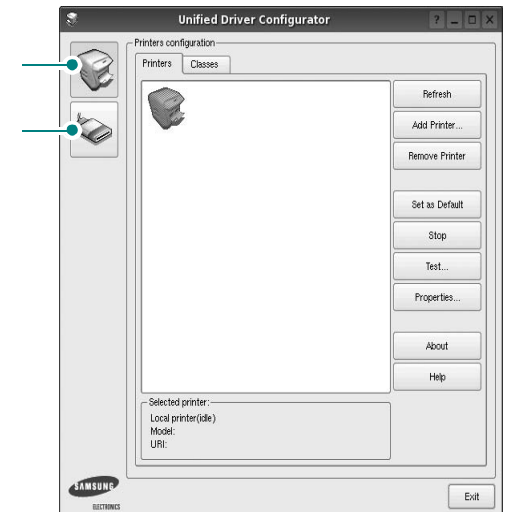 Unified Driver Configurator
Printers configuration
Printers
Classes
Refresh
Add Printer...
Remove Printer
Set as Default
Stop
Test...
Properties...
About
Help
Selected printer:
Local printer(idle)
Model:
URI:
SAMSUNG
ELECTRONICS
Exit